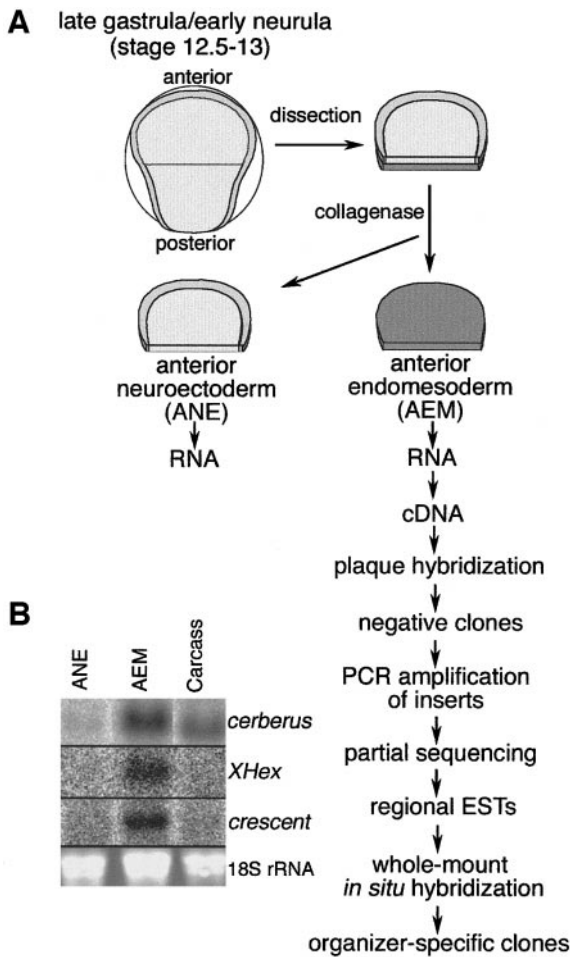 A
late gastrula/early neurula
(stage 12.5-13)
anterior
posterior
dissection
collagenase
anterior
neuroectoderm
(ANE)
RNA
anterior
endomesoderm
(AEM)
RNA
cDNA
plaque hybridization
negative clones
PCR amplification
of inserts
partial sequencing
regional ESTs
whole-mount
in situ hybridization
organizer-specific clones
B
ANE
AEM
Carcass
cerberus
XHex
crescent
18S rRNA